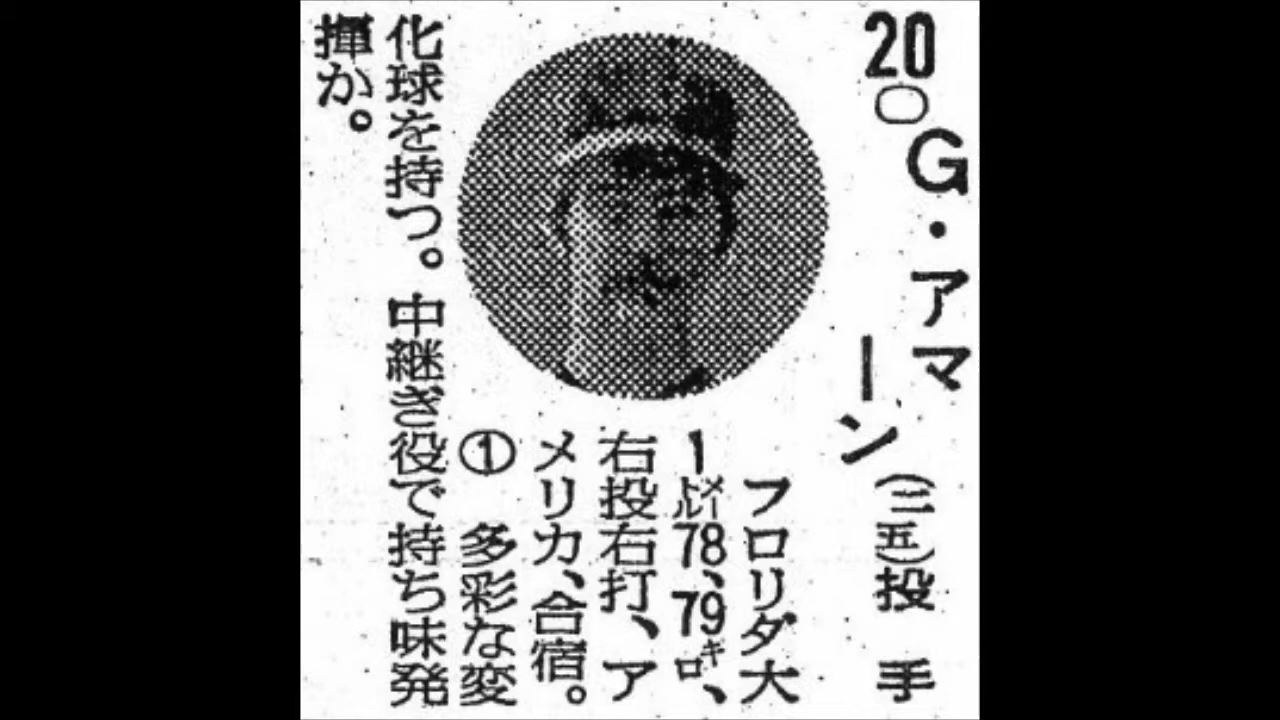 20○G・アマーン(三五)投手
フロリダ大
1メートル78、79キロ、
右投右打、ア
メリカ、合宿。
①　多彩な変
化球を持つ。中継ぎ役で持ち味発
揮か。